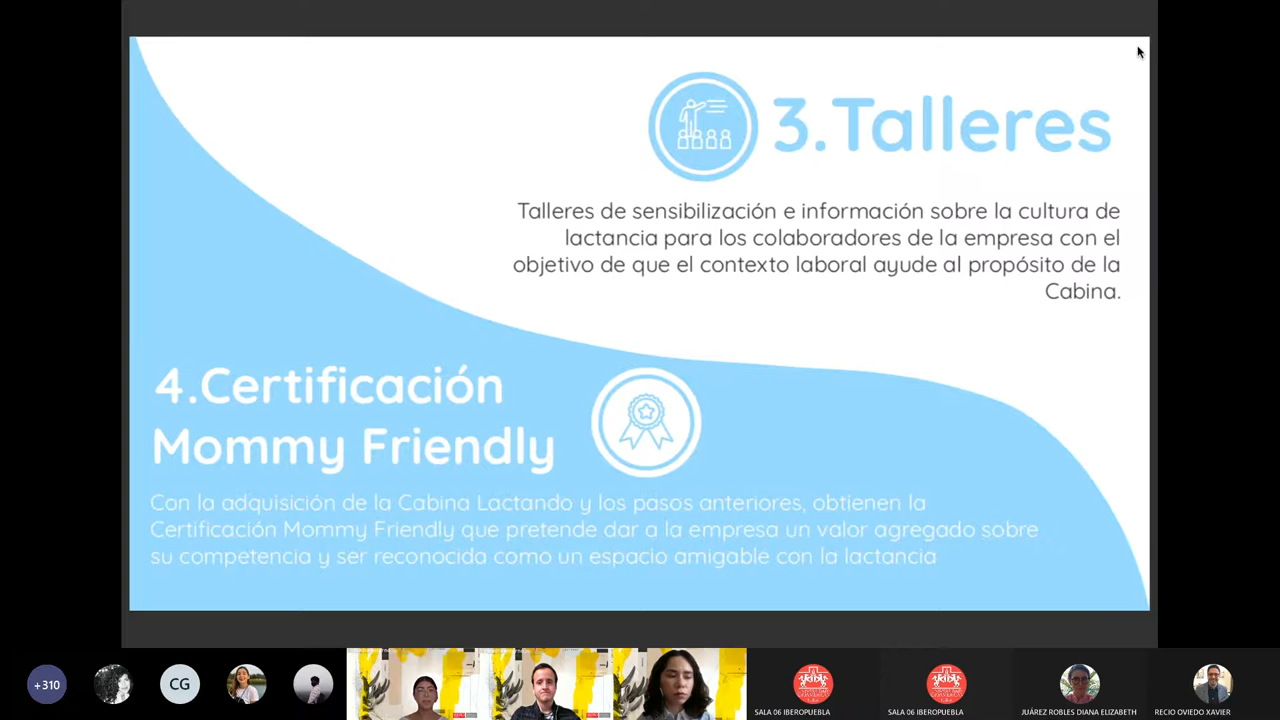 3.Talleres
Talleres de sensibilización e información sobre la cultura de
lactancia para los colaboradores de la empresa con el
objetivo de que el contexto laboral ayude al propósito de la
Cabina.
4.Certificación
Mommy Friendly
Con la adquisición de la Cabina Lactando y los pasos anteriores, obtienen la
Certificación Mommy Friendly que pretende dar a la empresa un valor agregado sobre
su competencia y ser reconocida como un espacio amigable con la lactancia
+310
CG
SALA 06 IBEROPUEBLA
SALA 06 IBEROPUEBLA
JUÁREZ ROBLES DIANA ELIZABETH
RECIO OVIEDO XAVIER